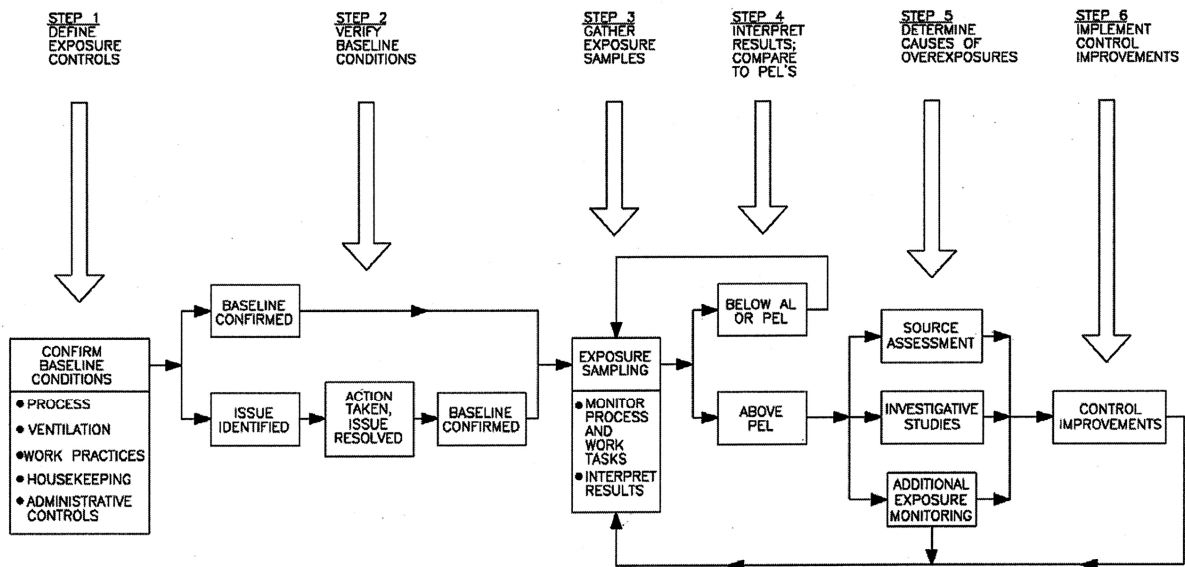 STEP 1
DEFINE
EXPOSURE
CONTROLS
STEP 2
VERIFY
BASELINE
CONDITIONS
STEP 3
GATHER
EXPOSURE
SAMPLES
STEP 4
INTERPRET
RESULTS;
COMPARE
TO PEL'S
STEP 5
DETERMINE
CAUSES OF
OVEREXPOSURES
STEP 6
IMPLEMENT
CONTROL
IMPROVEMENTS
CONFIRM
BASELINE
CONDITIONS
● PROCESS
● VENTILATION
● WORK PRACTICES
● HOUSEKEEPING
● ADMINISTRATIVE
CONTROLS
BASELINE
CONFIRMED
ISSUE
IDENTIFIED
ACTION
TAKEN,
ISSUE
RESOLVED
BASELINE
CONFIRMED
EXPOSURE
SAMPLING
● MONITOR
PROCESS
AND
WORK
TASKS
● INTERPRET
RESULTS
BELOW AL
OR PEL
ABOVE
PEL
SOURCE
ASSESSMENT
INVESTIGATIVE
STUDIES
ADDITIONAL
EXPOSURE
MONITORING
CONTROL
IMPROVEMENTS